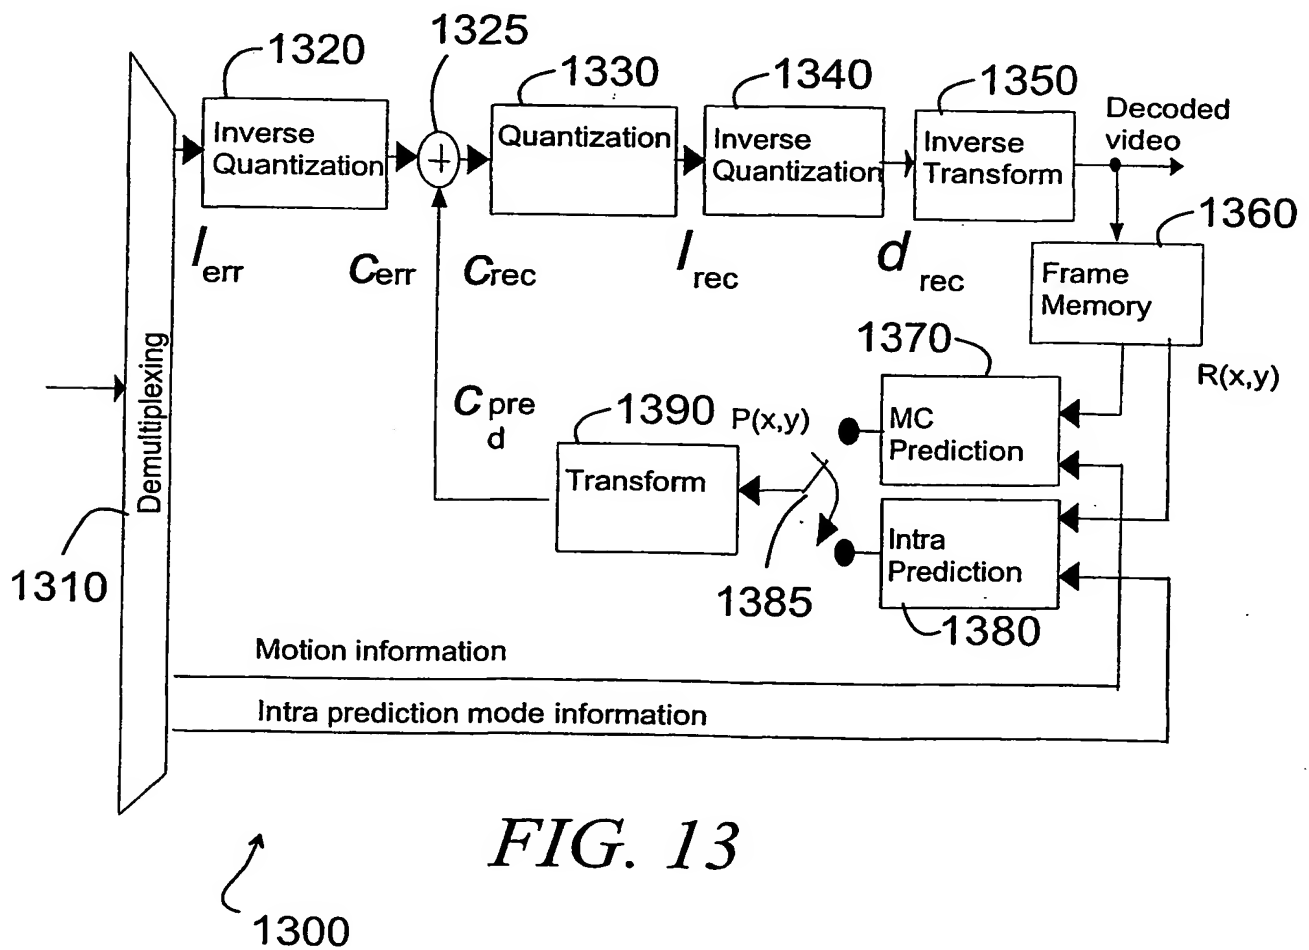 1320
1325
1330
1340
1350
Inverse
Quantization
+
Quantization
Inverse
Quantization
Inverse
Transform
Decoded
video
1360
I err
C err
C rec
I rec
d rec
Frame
Memory
Demultiplexing
1370
R(x,y)
C pre
d
1390
P(x,y)
MC
Prediction
Transform
Intra
Prediction
1310
1385
1380
Motion information
Intra prediction mode information
FIG. 13
1300